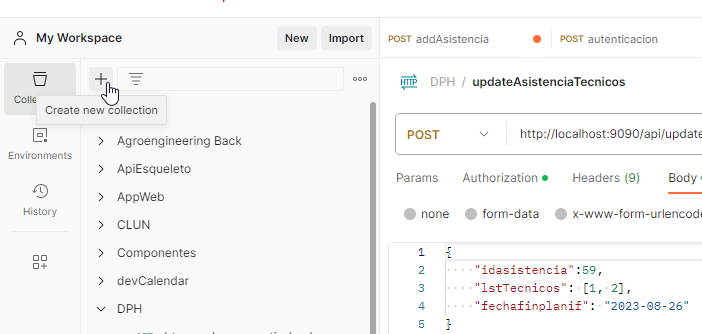 My Workspace
New
Import
POST addAsistencia
POST autenticacion
Create new collection
Environments
History
Agroengineering Back
ApiEsqueleto
AppWeb
CLUN
Componentes
devCalendar
DPH
HTTP
DPH / updateAsistenciaTecnicos
POST
http://localhost:9090/api/update
Params
Authorization
Headers (9)
Body
none
form-data
x-www-form-urlencode
1 {
2 "idasistencia":59,
3 "lstTecnicos": [1, 2],
4 "fechafinplanif": "2023-08-26"
5 }